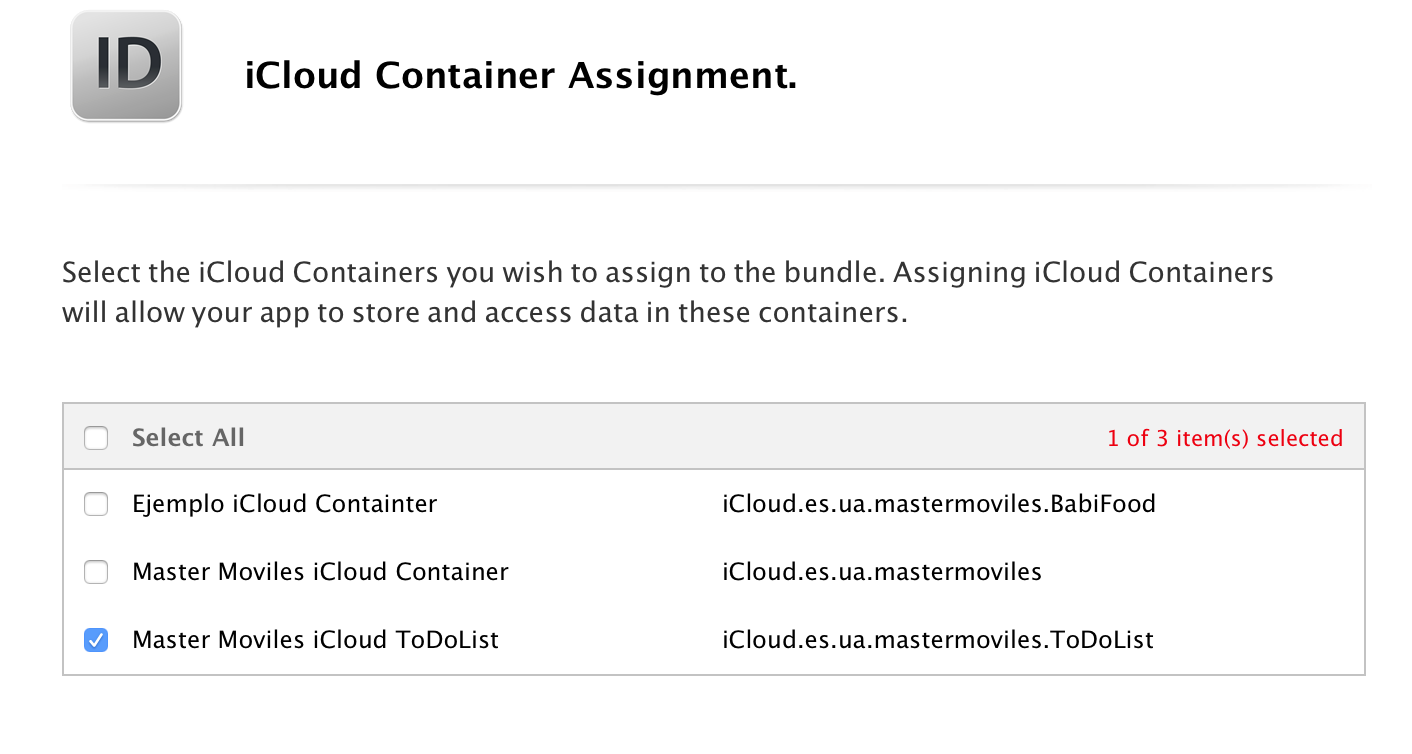 ID
iCloud Container Assignment.
Select the iCloud Containers you wish to assign to the bundle. Assigning iCloud Containers
will allow your app to store and access data in these containers.
Select All 1 of 3 item(s) selected
Ejemplo iCloud Containter iCloud.es.ua.mastermoviles.BabiFood
Master Moviles iCloud Container iCloud.es.ua.mastermoviles
Master Moviles iCloud ToDoList iCloud.es.ua.mastermoviles.ToDoList